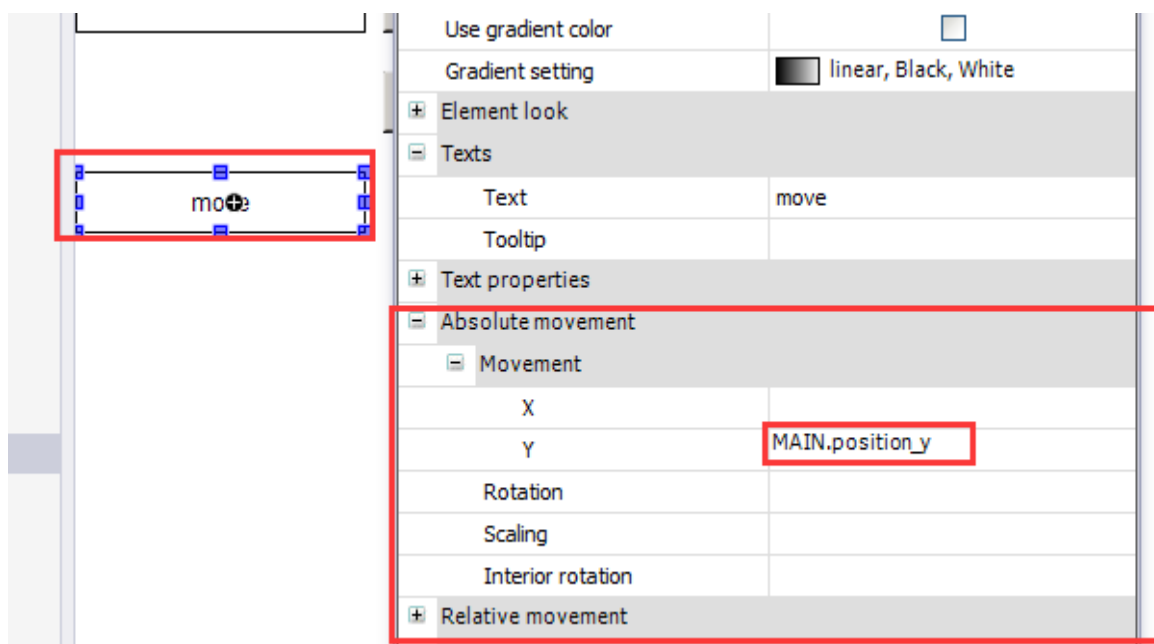 Use gradient color
Gradient setting linear, Black, White
Element look
Texts
move
Text move
Tooltip
Text properties
Absolute movement
Movement
X
Y MAIN.position_y
Rotation
Scaling
Interior rotation
Relative movement